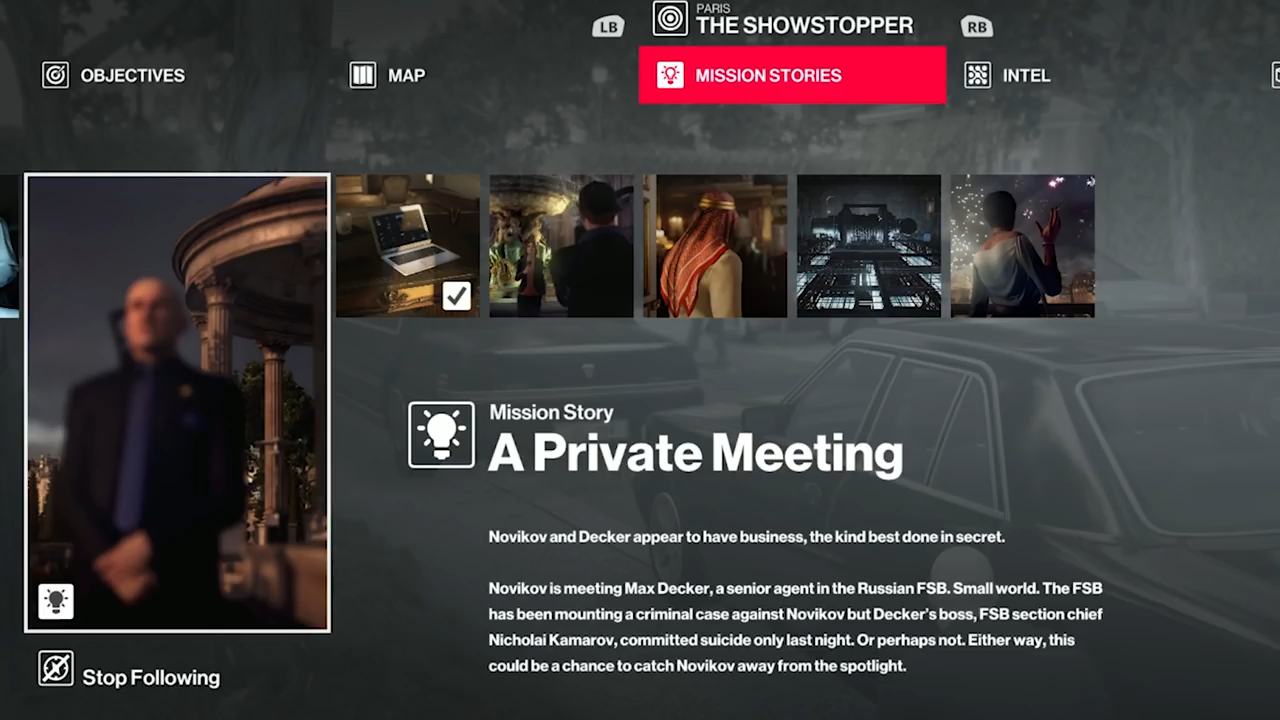 PARIS
LB THE SHOWSTOPPER RB
OBJECTIVES MAP MISSION STORIES INTEL
Mission Story
A Private Meeting
Novikov and Decker appear to have business, the kind best done in secret.
Novikov is meeting Max Decker, a senior agent in the Russian FSB. Small world. The FSB
has been mounting a criminal case against Novikov but Decker's boss, FSB section chief
Nicholai Kamarov, committed suicide only last night. Or perhaps not. Either way, this
could be a chance to catch Novikov away from the spotlight.
Stop Following